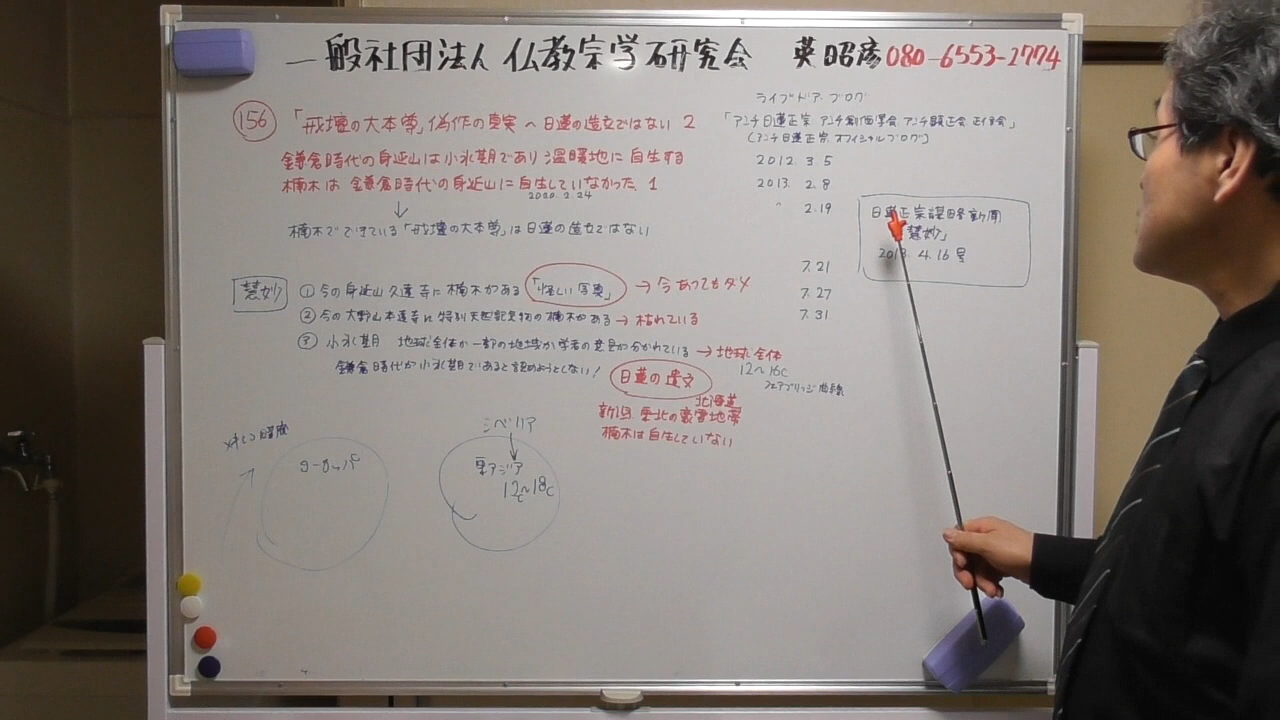 一般社団法人 仏教宗学研究会 英昭彦 080-6553-2774
156 「戒壇の大本尊」偽作の真実 〜日蓮の造立ではない 2
鎌倉時代の身延山は小氷期であり温暖地に自生する
楠木は鎌倉時代の身延山に自生していなかった 1
2020.2.24
↓
楠木でできている「戒壇の大本尊」は日蓮の造立ではない
ライブドアブログ
「アンチ日蓮正宗 アンチ創価学会 アンチ顕正会 正信会」
(アンチ日蓮正宗 オフィシャルブログ)
2012. 3. 5
2013. 2. 8
〃 2.19
7.21
7.27
7.31
日蓮正宗謀略新聞
「慧妙」
2013. 4.16号
慧妙
① 今の身延山久遠寺に楠木がある 「怪しい写真」 → 今あってもダメ
② 今の大野山本遠寺に特別天然記念物の楠木がある → 枯れている
③ 小氷期 地球全体か一部の地域か学者の意見が分かれている → 地球全体
鎌倉時代が小氷期であると認めようとしない!
12〜16C
フェアブリッジ曲線
日蓮の遺文
北海道
新潟 東北の豪雪地帯
楠木は自生していない
メキシコ暖流
ヨーロッパ
シベリア
↓
東アジア
12C〜18C